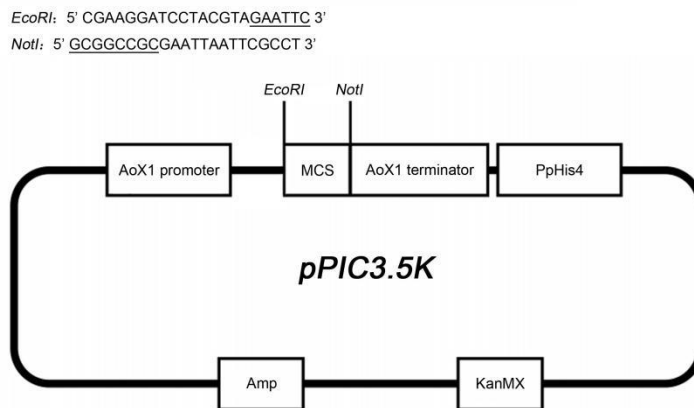 EcoRI: 5’ CGAAGGATCCTACGTAGAATTC 3’
NotI: 5’ GCGGCCGCGAATTAATTCGCCT 3’
EcoRI NotI
AoX1 promoter MCS AoX1 terminator PpHis4
pPIC3.5K
Amp KanMX